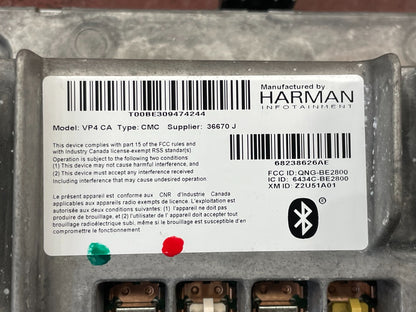 Manufactured by
HARMAN
INFOTAINMENT
T00BE309474244
Model: VP4 CA Type: CMC Supplier: 36670 J
This device complies with part 15 of the FCC rules and
with Industry Canada license-exempt RSS standard(s)
Operation is subject to the following two conditions
(1) This device may not cause harmful interference, and
(2) This device must accept interference received
including interference that may cause undesired operation
68238626AE
FCC ID: QNG-BE2800
IC ID: 6434C-BE2800
XM ID: Z2U51A01
Le présent appareil est conforme aux CNR d'Industrie Canada
applicables aux appareils radio exempts de licence. L'exploitation est
autorisée aux deux conditions suivantes: (1) l'appareil ne doit pas
produire de brouillage, et (2) l'utilisateur de l' appareil doit accepter tout
brouillage radioélectrique subi, même si le brouillage est susceptible d'en
compromettre le fonctionnement